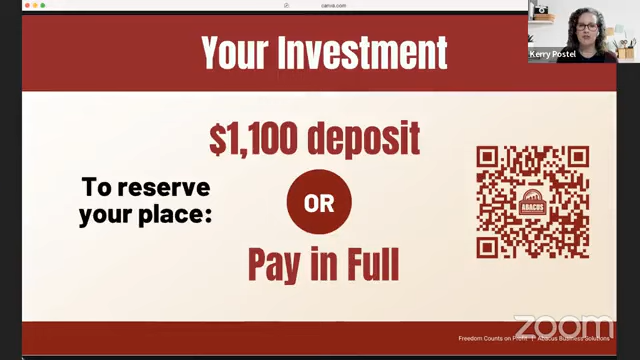 canva.com
Your Investment
Kerry Postel
$1,100 deposit
To reserve
your place:
OR
ABACUS
Pay in Full
Freedom Counts on Profit | Abacus Business Solutions
zoom